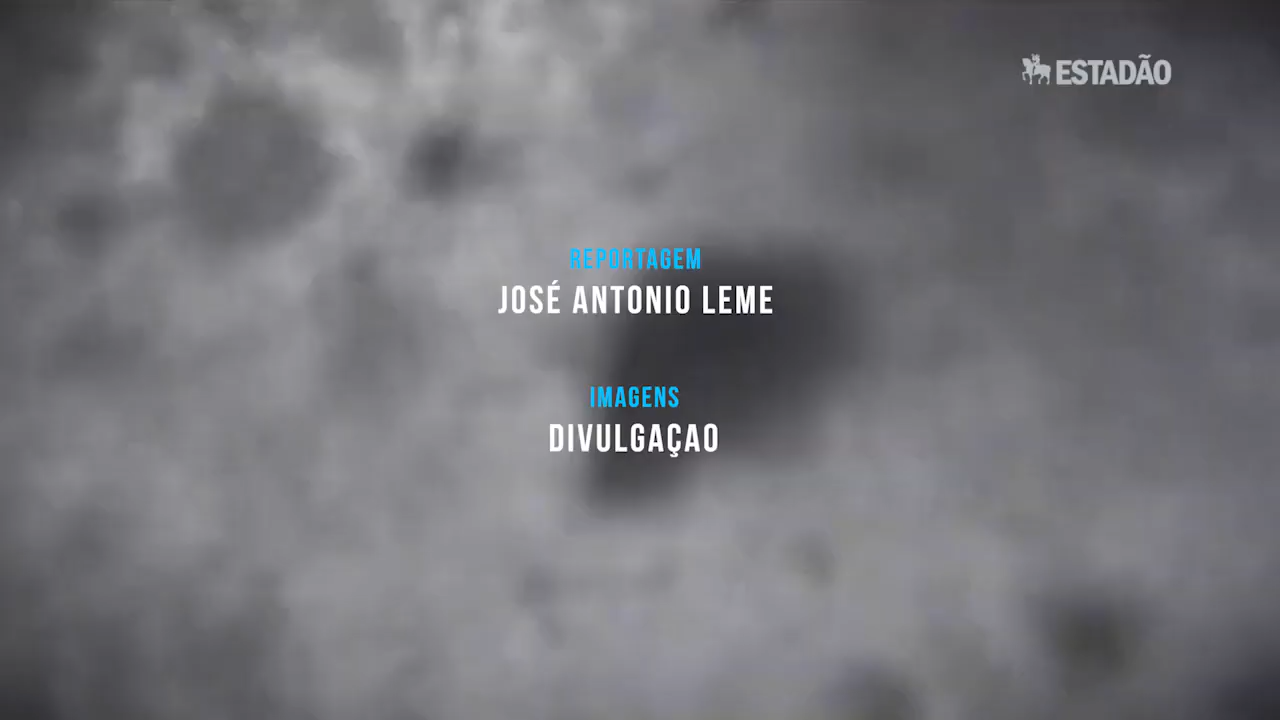 ESTADÃO
REPORTAGEM
JOSÉ ANTONIO LEME
IMAGENS
DIVULGAÇAO